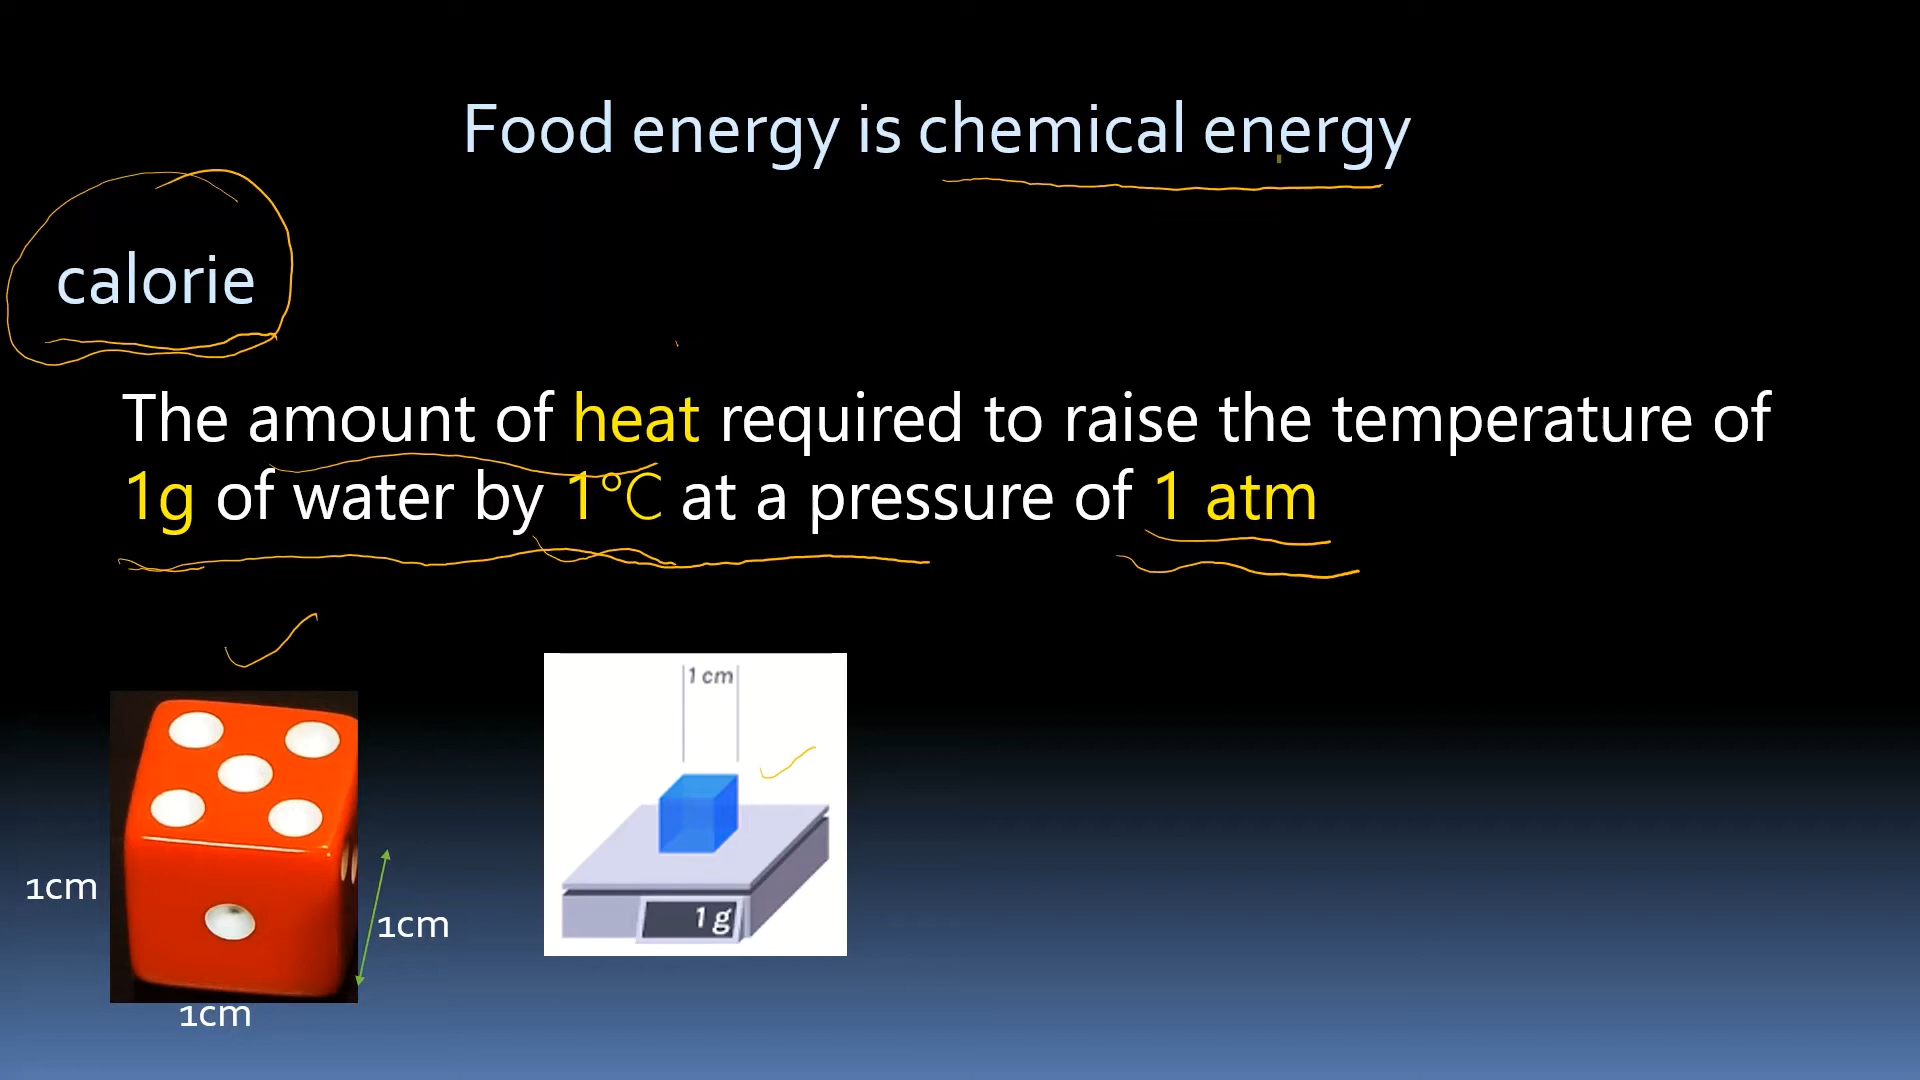 Food energy is chemical energy
calorie
The amount of heat required to raise the temperature of
1g of water by 1°C at a pressure of 1 atm
1 cm
1 g
1cm
1cm
1cm